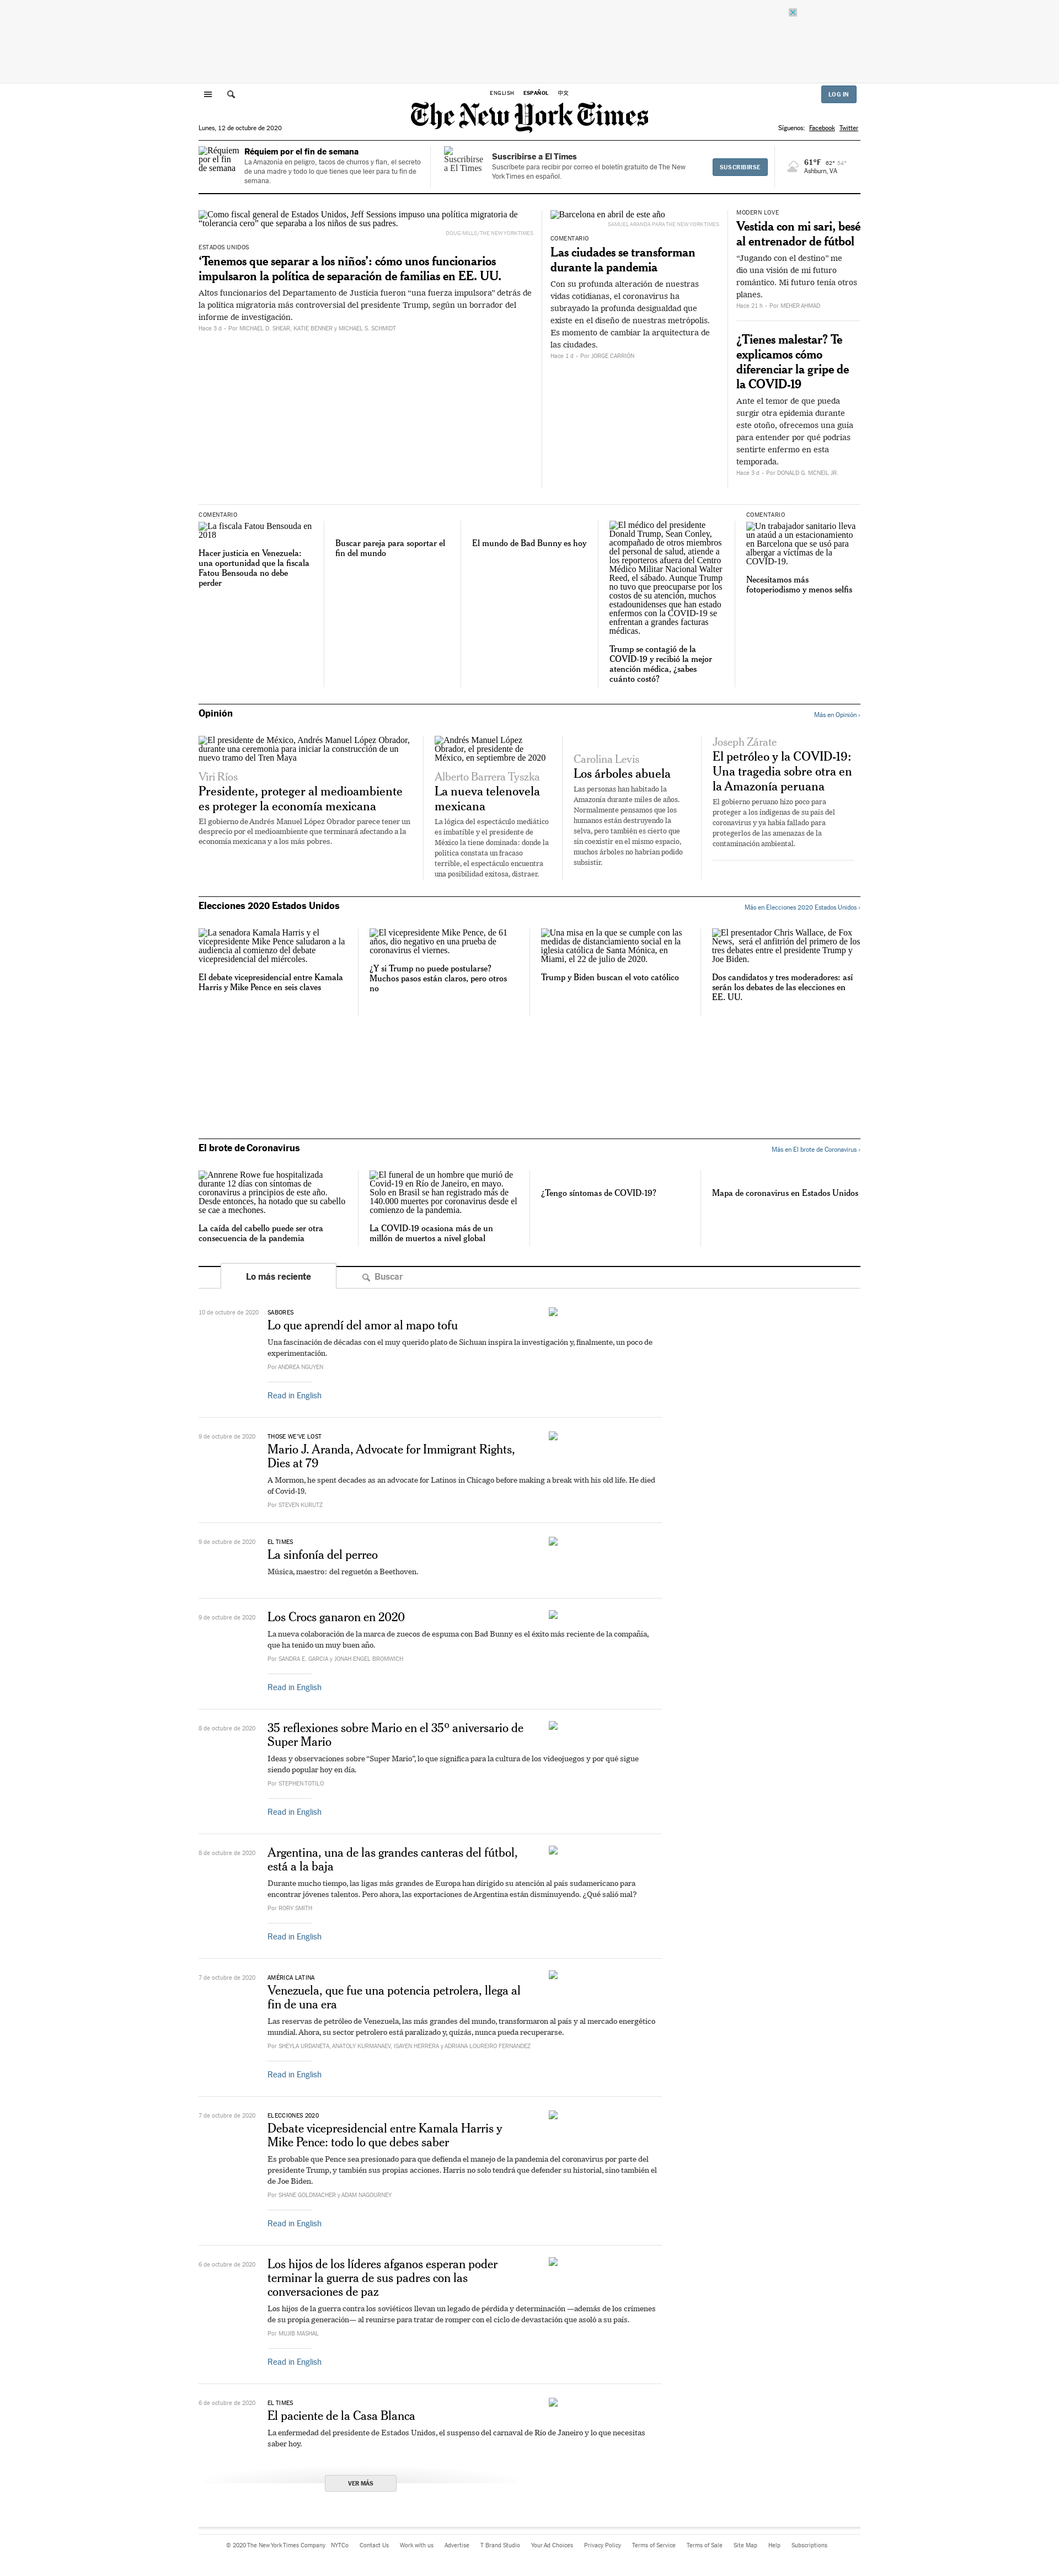 ENGLISH ESPAÑOL 中文
LOG IN
The New York Times
Lunes, 12 de octubre de 2020
Síguenos: Facebook Twitter
Réquiem
por el fin
de semana
Réquiem por el fin de semana
La Amazonía en peligro, tacos de churros y flan, el secreto
de una madre y todo lo que tienes que leer para tu fin de
semana.
Suscribirse
a El Times
Suscribirse a El Times
Suscríbete para recibir por correo el boletín gratuito de The New
York Times en español.
SUSCRIBIRSE
61°F 82° 54°
Ashburn, VA
Como fiscal general de Estados Unidos, Jeff Sessions impuso una política migratoria de
“tolerancia cero” que separaba a los niños de sus padres.
DOUG MILLS/THE NEW YORK TIMES
ESTADOS UNIDOS
‘Tenemos que separar a los niños’: cómo unos funcionarios
impulsaron la política de separación de familias en EE. UU.
Altos funcionarios del Departamento de Justicia fueron “una fuerza impulsora” detrás de
la política migratoria más controversial del presidente Trump, según un borrador del
informe de investigación.
Hace 3 d - Por MICHAEL D. SHEAR, KATIE BENNER y MICHAEL S. SCHMIDT
Barcelona en abril de este año
SAMUEL ARANDA PARA THE NEW YORK TIMES
COMENTARIO
Las ciudades se transforman
durante la pandemia
Con su profunda alteración de nuestras
vidas cotidianas, el coronavirus ha
subrayado la profunda desigualdad que
existe en el diseño de nuestras metrópolis.
Es momento de cambiar la arquitectura de
las ciudades.
Hace 1 d - Por JORGE CARRIÓN
MODERN LOVE
Vestida con mi sari, besé
al entrenador de fútbol
“Jugando con el destino” me
dio una visión de mi futuro
romántico. Mi futuro tenía otros
planes.
Hace 21 h - Por MEHER AHMAD
¿Tienes malestar? Te
explicamos cómo
diferenciar la gripe de
la COVID-19
Ante el temor de que pueda
surgir otra epidemia durante
este otoño, ofrecemos una guía
para entender por qué podrías
sentirte enfermo en esta
temporada.
Hace 3 d - Por DONALD G. MCNEIL JR.
COMENTARIO
La fiscala Fatou Bensouda en
2018
Hacer justicia en Venezuela:
una oportunidad que la fiscala
Fatou Bensouda no debe
perder
Buscar pareja para soportar el
fin del mundo
El mundo de Bad Bunny es hoy
El médico del presidente
Donald Trump, Sean Conley,
acompañado de otros miembros
del personal de salud, atiende a
los reporteros afuera del Centro
Médico Militar Nacional Walter
Reed, el sábado. Aunque Trump
no tuvo que preocuparse por los
costos de su atención, muchos
estadounidenses que han estado
enfermos con la COVID-19 se
enfrentan a grandes facturas
médicas.
Trump se contagió de la
COVID-19 y recibió la mejor
atención médica, ¿sabes
cuánto costó?
COMENTARIO
Un trabajador sanitario lleva
un ataúd a un estacionamiento
en Barcelona que se usó para
albergar a víctimas de la
COVID-19.
Necesitamos más
fotoperiodismo y menos selfis
Opinión
Más en Opinión ›
El presidente de México, Andrés Manuel López Obrador,
durante una ceremonia para iniciar la construcción de un
nuevo tramo del Tren Maya
Viri Ríos
Presidente, proteger al medioambiente
es proteger la economía mexicana
El gobierno de Andrés Manuel López Obrador parece tener un
desprecio por el medioambiente que terminará afectando a la
economía mexicana y a los más pobres.
Andrés Manuel López
Obrador, el presidente de
México, en septiembre de 2020
Alberto Barrera Tyszka
La nueva telenovela
mexicana
La lógica del espectáculo mediático
es imbatible y el presidente de
México la tiene dominada: donde la
política constata un fracaso
terrible, el espectáculo encuentra
una posibilidad exitosa, distraer.
Carolina Levis
Los árboles abuela
Las personas han habitado la
Amazonía durante miles de años.
Normalmente pensamos que los
humanos están destruyendo la
selva, pero también es cierto que
sin coexistir en el mismo espacio,
muchos árboles no habrían podido
subsistir.
Joseph Zárate
El petróleo y la COVID-19:
Una tragedia sobre otra en
la Amazonía peruana
El gobierno peruano hizo poco para
proteger a los indígenas de su país del
coronavirus y ya había fallado para
protegerlos de las amenazas de la
contaminación ambiental.
Elecciones 2020 Estados Unidos
Más en Elecciones 2020 Estados Unidos ›
La senadora Kamala Harris y el
vicepresidente Mike Pence saludaron a la
audiencia al comienzo del debate
vicepresidencial del miércoles.
El debate vicepresidencial entre Kamala
Harris y Mike Pence en seis claves
El vicepresidente Mike Pence, de 61
años, dio negativo en una prueba de
coronavirus el viernes.
¿Y si Trump no puede postularse?
Muchos pasos están claros, pero otros
no
Una misa en la que se cumple con las
medidas de distanciamiento social en la
iglesia católica de Santa Mónica, en
Miami, el 22 de julio de 2020.
Trump y Biden buscan el voto católico
El presentador Chris Wallace, de Fox
News, será el anfitrión del primero de los
tres debates entre el presidente Trump y
Joe Biden.
Dos candidatos y tres moderadores: así
serán los debates de las elecciones en
EE. UU.
El brote de Coronavirus
Más en El brote de Coronavirus ›
Annrene Rowe fue hospitalizada
durante 12 días con síntomas de
coronavirus a principios de este año.
Desde entonces, ha notado que su cabello
se cae a mechones.
La caída del cabello puede ser otra
consecuencia de la pandemia
El funeral de un hombre que murió de
Covid-19 en Río de Janeiro, en mayo.
Solo en Brasil se han registrado más de
140.000 muertes por coronavirus desde el
comienzo de la pandemia.
La COVID-19 ocasiona más de un
millón de muertos a nivel global
¿Tengo síntomas de COVID-19?
Mapa de coronavirus en Estados Unidos
Lo más reciente
Buscar
10 de octubre de 2020
SABORES
Lo que aprendí del amor al mapo tofu
Una fascinación de décadas con el muy querido plato de Sichuan inspira la investigación y, finalmente, un poco de
experimentación.
Por ANDREA NGUYEN
Read in English
9 de octubre de 2020
THOSE WE'VE LOST
Mario J. Aranda, Advocate for Immigrant Rights,
Dies at 79
A Mormon, he spent decades as an advocate for Latinos in Chicago before making a break with his old life. He died
of Covid-19.
Por STEVEN KURUTZ
9 de octubre de 2020
EL TIMES
La sinfonía del perreo
Música, maestro: del reguetón a Beethoven.
9 de octubre de 2020
Los Crocs ganaron en 2020
La nueva colaboración de la marca de zuecos de espuma con Bad Bunny es el éxito más reciente de la compañía,
que ha tenido un muy buen año.
Por SANDRA E. GARCIA y JONAH ENGEL BROMWICH
Read in English
8 de octubre de 2020
35 reflexiones sobre Mario en el 35º aniversario de
Super Mario
Ideas y observaciones sobre “Super Mario”, lo que significa para la cultura de los videojuegos y por qué sigue
siendo popular hoy en día.
Por STEPHEN TOTILO
Read in English
8 de octubre de 2020
Argentina, una de las grandes canteras del fútbol,
está a la baja
Durante mucho tiempo, las ligas más grandes de Europa han dirigido su atención al país sudamericano para
encontrar jóvenes talentos. Pero ahora, las exportaciones de Argentina están disminuyendo. ¿Qué salió mal?
Por RORY SMITH
Read in English
7 de octubre de 2020
AMÉRICA LATINA
Venezuela, que fue una potencia petrolera, llega al
fin de una era
Las reservas de petróleo de Venezuela, las más grandes del mundo, transformaron al país y al mercado energético
mundial. Ahora, su sector petrolero está paralizado y, quizás, nunca pueda recuperarse.
Por SHEYLA URDANETA, ANATOLY KURMANAEV, ISAYEN HERRERA y ADRIANA LOUREIRO FERNANDEZ
Read in English
7 de octubre de 2020
ELECCIONES 2020
Debate vicepresidencial entre Kamala Harris y
Mike Pence: todo lo que debes saber
Es probable que Pence sea presionado para que defienda el manejo de la pandemia del coronavirus por parte del
presidente Trump, y también sus propias acciones. Harris no solo tendrá que defender su historial, sino también el
de Joe Biden.
Por SHANE GOLDMACHER y ADAM NAGOURNEY
Read in English
6 de octubre de 2020
Los hijos de los líderes afganos esperan poder
terminar la guerra de sus padres con las
conversaciones de paz
Los hijos de la guerra contra los soviéticos llevan un legado de pérdida y determinación —además de los crímenes
de su propia generación— al reunirse para tratar de romper con el ciclo de devastación que asoló a su país.
Por MUJIB MASHAL
Read in English
6 de octubre de 2020
EL TIMES
El paciente de la Casa Blanca
La enfermedad del presidente de Estados Unidos, el suspenso del carnaval de Río de Janeiro y lo que necesitas
saber hoy.
VER MÁS
© 2020 The New York Times Company NYTCo Contact Us Work with us Advertise T Brand Studio Your Ad Choices Privacy Policy Terms of Service Terms of Sale Site Map Help Subscriptions